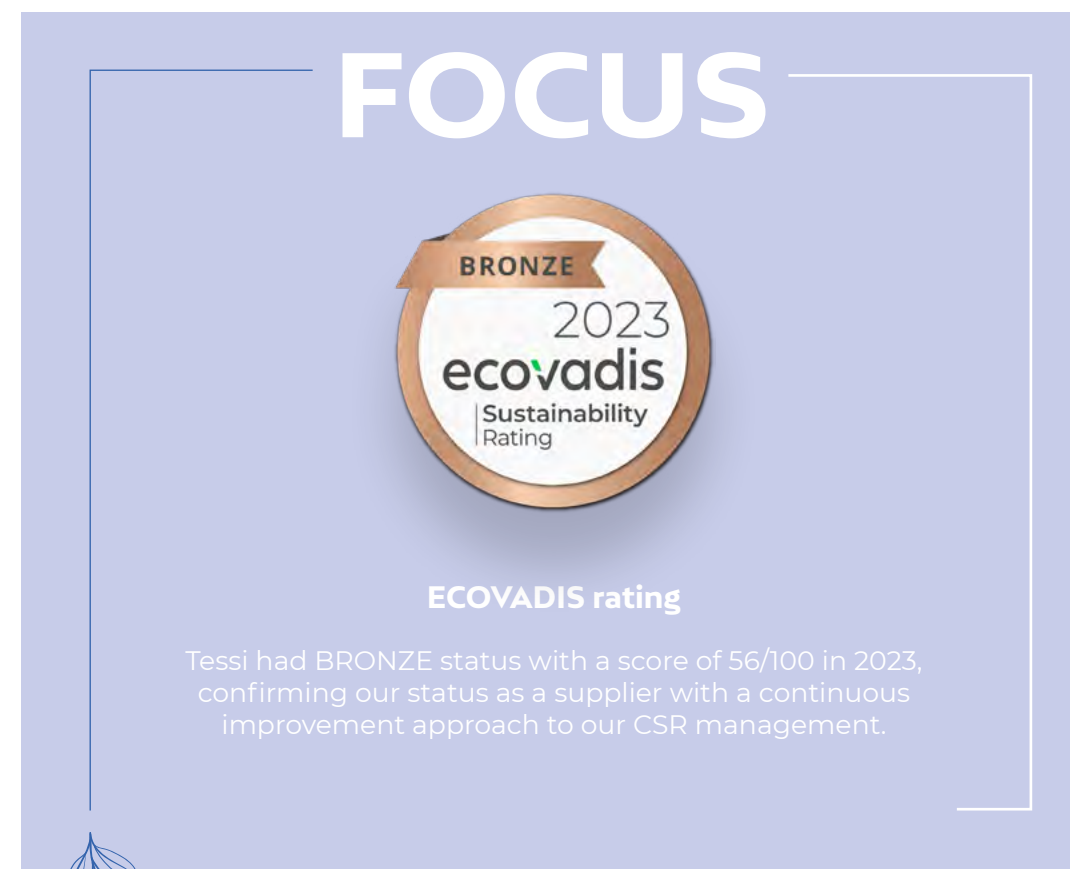 FOCUS
BRONZE
2023
ecovadis
Sustainability
Rating
ECOVADIS rating
Tessi had BRONZE status with a score of 56/100 in 2023,
confirming our status as a supplier with a continuous
improvement approach to our CSR management.